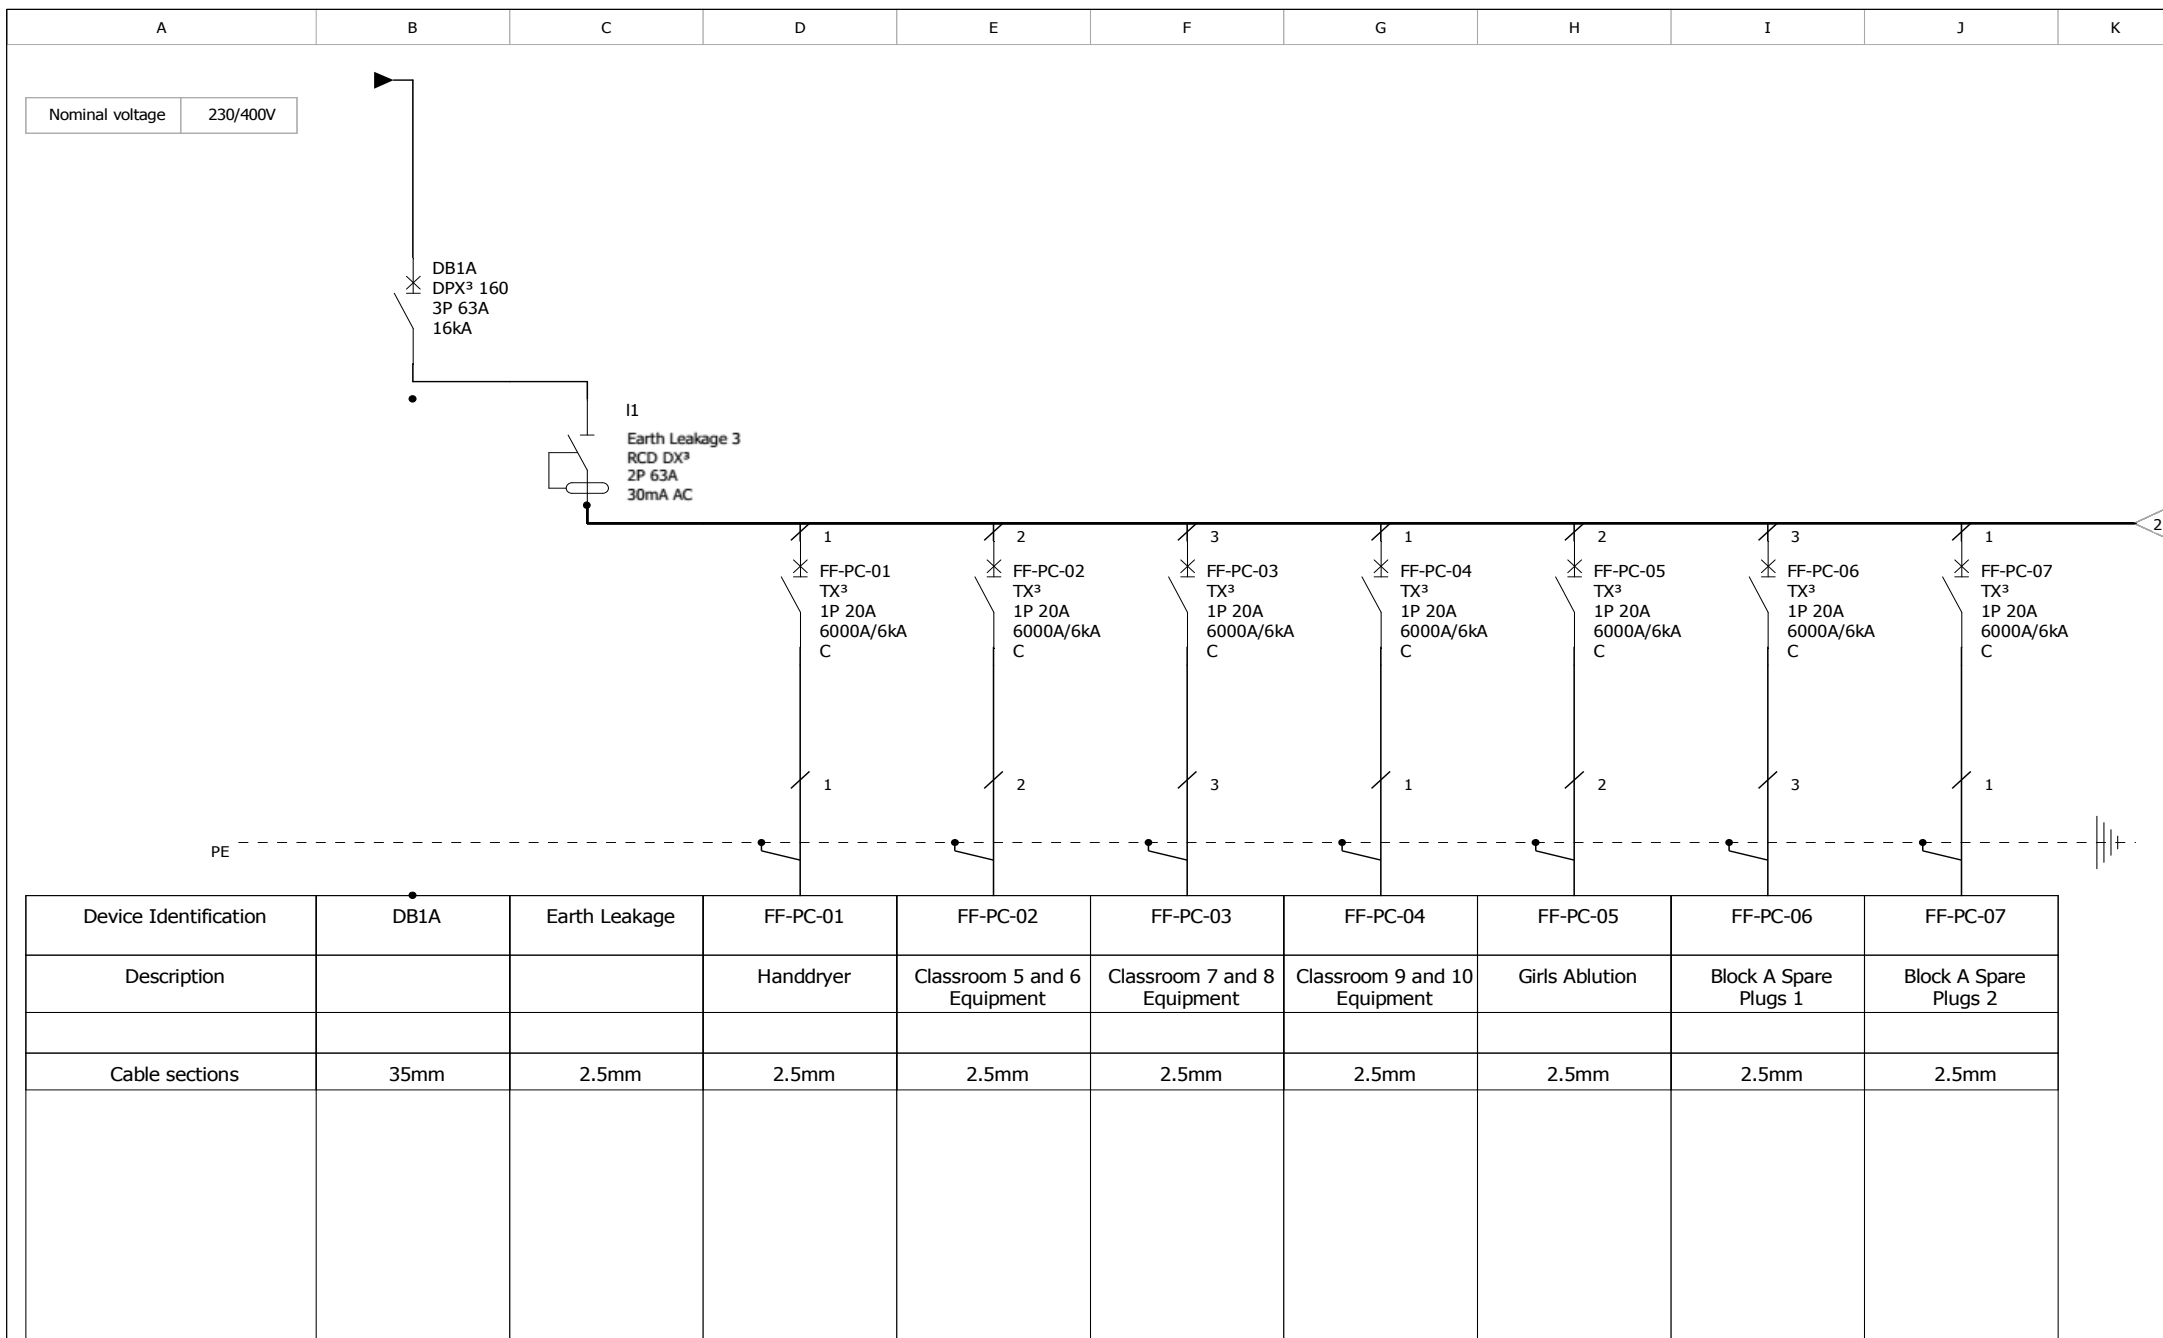 A B C D E F G H I J K
Nominal voltage 230/400V
DB1A
DPX³ 160
3P 63A
16kA
I1
Earth Leakage 3
RCD DX³
2P 63A
30mA AC
2
1 2 3 1 2 3 1
FF-PC-01 FF-PC-02 FF-PC-03 FF-PC-04 FF-PC-05 FF-PC-06 FF-PC-07
TX³ TX³ TX³ TX³ TX³ TX³ TX³
1P 20A 1P 20A 1P 20A 1P 20A 1P 20A 1P 20A 1P 20A
6000A/6kA 6000A/6kA 6000A/6kA 6000A/6kA 6000A/6kA 6000A/6kA 6000A/6kA
C C C C C C C
1 2 3 1 2 3 1
PE
Device Identification DB1A Earth Leakage FF-PC-01 FF-PC-02 FF-PC-03 FF-PC-04 FF-PC-05 FF-PC-06 FF-PC-07
Description Handdryer Classroom 5 and 6 Classroom 7 and 8 Classroom 9 and 10 Girls Ablution Block A Spare Block A Spare
Equipment Equipment Equipment Plugs 1 Plugs 2
Cable sections 35mm 2.5mm 2.5mm 2.5mm 2.5mm 2.5mm 2.5mm 2.5mm 2.5mm